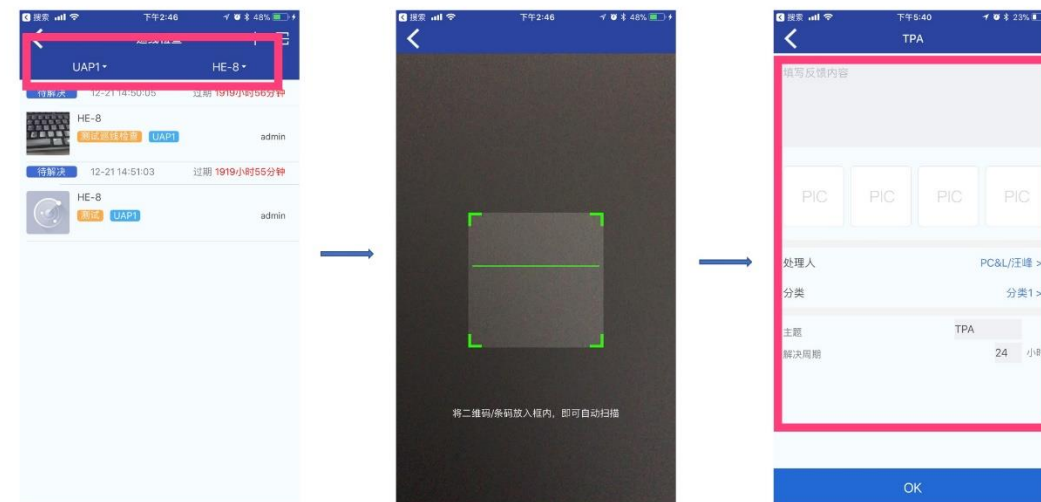 搜索 下午2:46 48%
UAP1 HE-8
待解决 12-21 14:50:05 过期 1919小时56分钟
HE-8
测试巡线检查 UAP1 admin
待解决 12-21 14:51:03 过期 1919小时55分钟
HE-8
测试 UAP1 admin
搜索 下午2:46 48%
将二维码/条码放入框内，即可自动扫描
搜索 下午5:40 23%
TPA
填写反馈内容
PIC PIC PIC PIC
处理人 PC&L/汪峰 >
分类 分类1 >
主题 TPA
解决周期 24 小时
OK